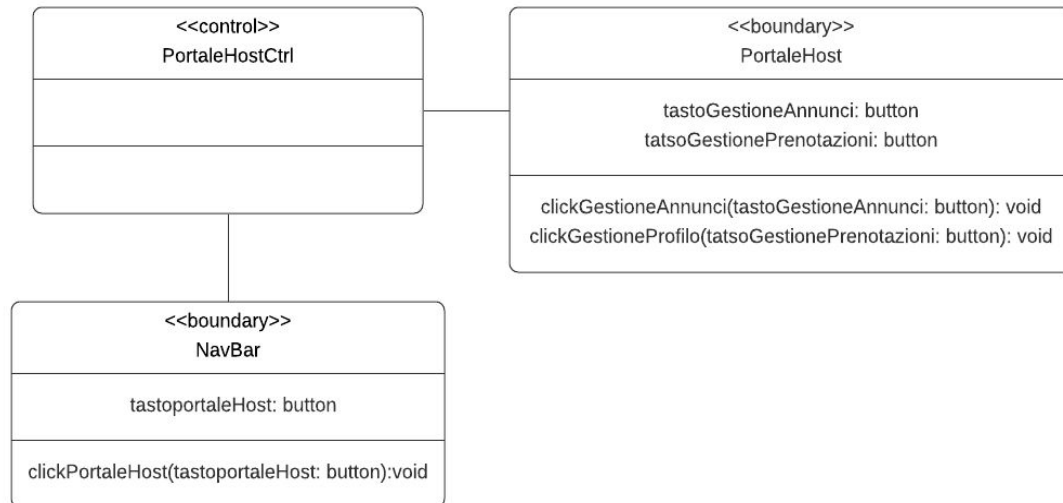 <<control>>
PortaleHostCtrl
<<boundary>>
PortaleHost
tastoGestioneAnnunci: button
tatsoGestionePrenotazioni: button
clickGestioneAnnunci(tastoGestioneAnnunci: button): void
clickGestioneProfilo(tatsoGestionePrenotazioni: button): void
<<boundary>>
NavBar
tastoportaleHost: button
clickPortaleHost(tastoportaleHost: button):void